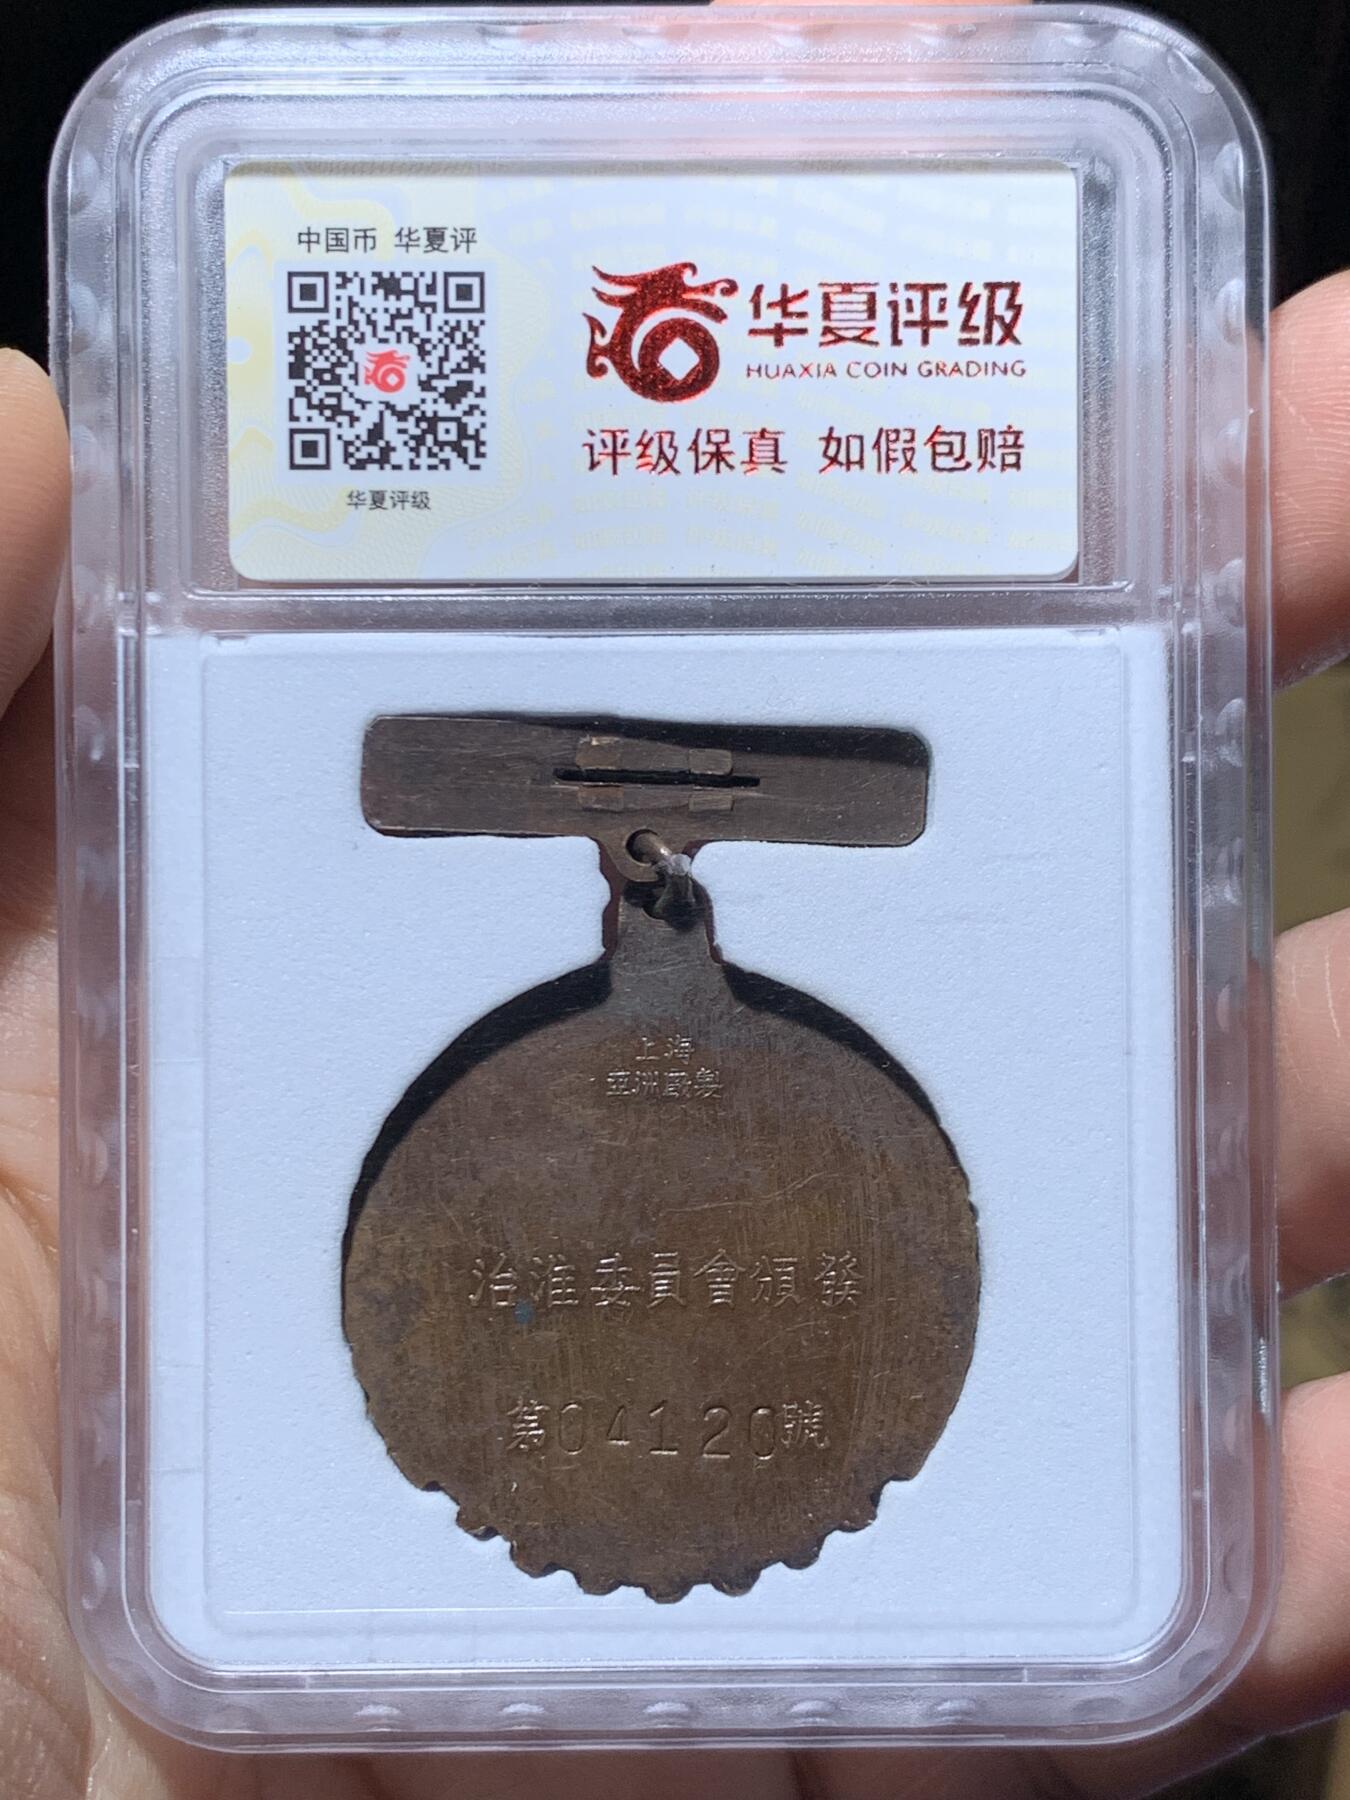 中国币 华夏评
华夏评级
华夏评级
HUAXIA COIN GRADING
评级保真 如假包赔
上海
亚洲廠製
治淮委員會頒發
第04120號